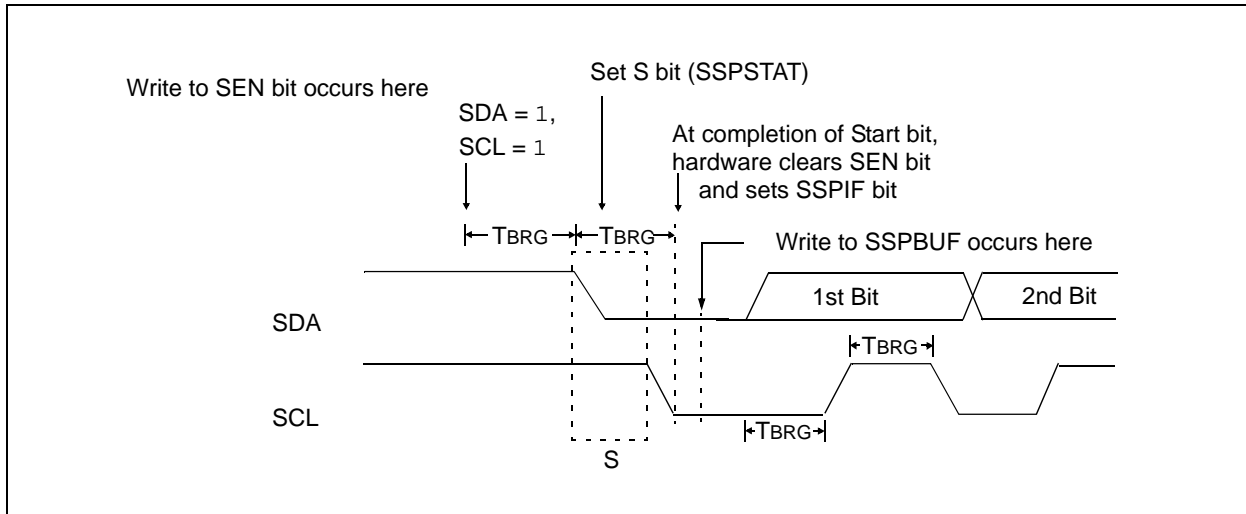 Set S bit (SSPSTAT)
Write to SEN bit occurs here
SDA = 1,
SCL = 1
At completion of Start bit,
hardware clears SEN bit
and sets SSPIF bit
TBRG
TBRG
Write to SSPBUF occurs here
1st Bit
2nd Bit
SDA
TBRG
SCL
TBRG
S